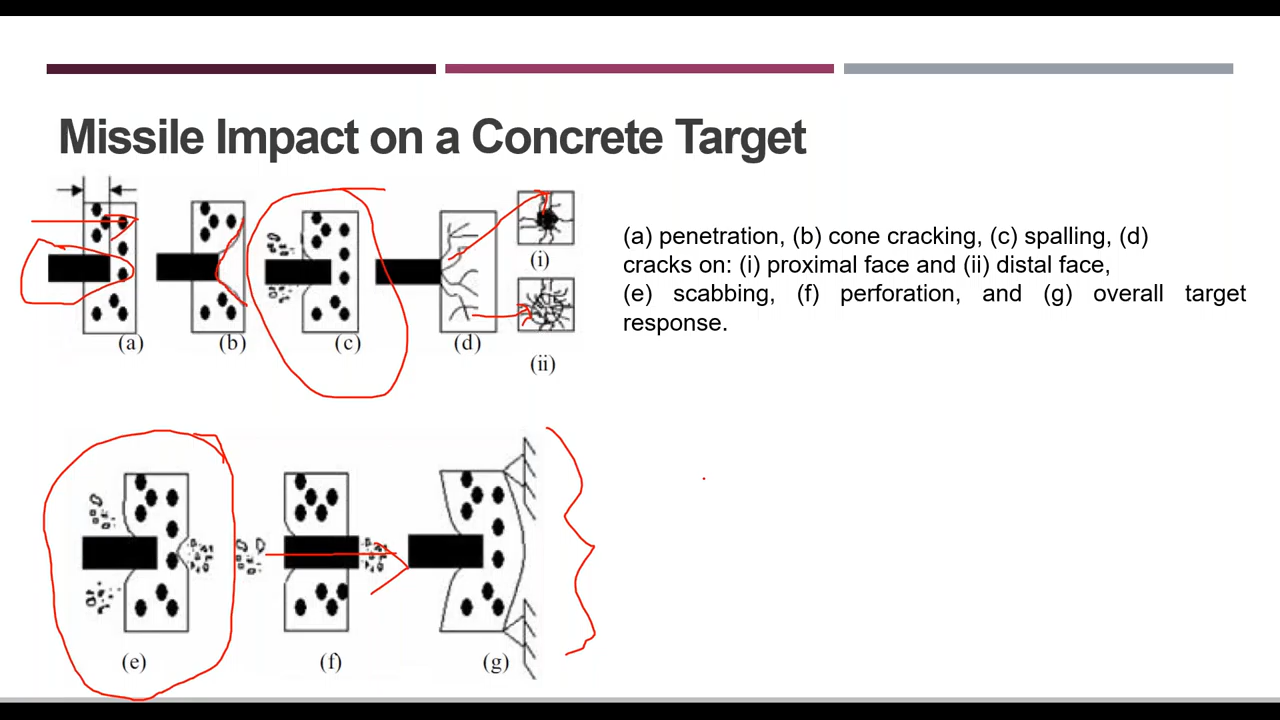 Missile Impact on a Concrete Target
(a)
(b)
(c)
(d)
(i)
(ii)
(a) penetration, (b) cone cracking, (c) spalling, (d)
cracks on: (i) proximal face and (ii) distal face,
(e) scabbing, (f) perforation, and (g) overall target
response.
(e)
(f)
(g)